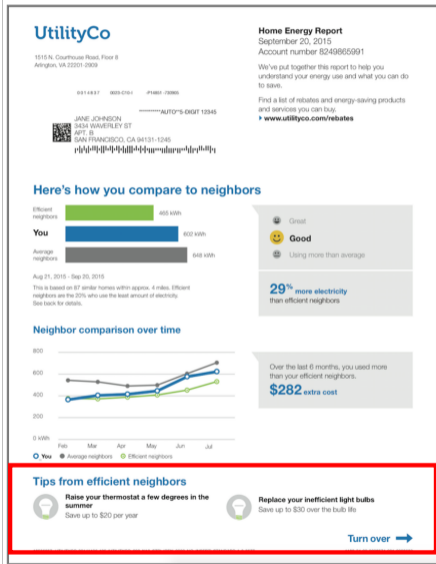 UtilityCo
1515 N. Courthouse Road, Floor 8
Arlington, VA 22201-2909
Home Energy Report
September 20, 2015
Account number 6249865991
We've put together this report to help you
understand your energy use and what you can do
to save.
Find a list of rebates and energy-saving products
and services you can buy.
www.utilityco.com/rebates
AUTO**5-DIGIT 12345
JANE JOHNSON
3434 WAVERLEY ST
APT. B
SAN FRANCISCO, CA 94131-1245
Here's how you compare to neighbors
Efficient
neighbors
465 kWh
You
602 kWh
Average
neighbors
648 kWh
Great
Good
Using more than average
Aug 21, 2015 - Sep 20, 2015
This is based on 87 similar homes within approx. 4 miles. Efficient
neighbors are the 20% who use the least amount of electricity.
See back for details.
29% more electricity
than efficient neighbors
Neighbor comparison over time
800
600
400
200
0 kWh
Feb Mar Apr May Jun Jul
You Average neighbors Efficient neighbors
Over the last 6 months, you used more
than your efficient neighbors.
$282 extra cost
Tips from efficient neighbors
Raise your thermostat a few degrees in the
summer
Save up to $20 per year
Replace your inefficient light bulbs
Save up to $30 over the bulb life
Turn over